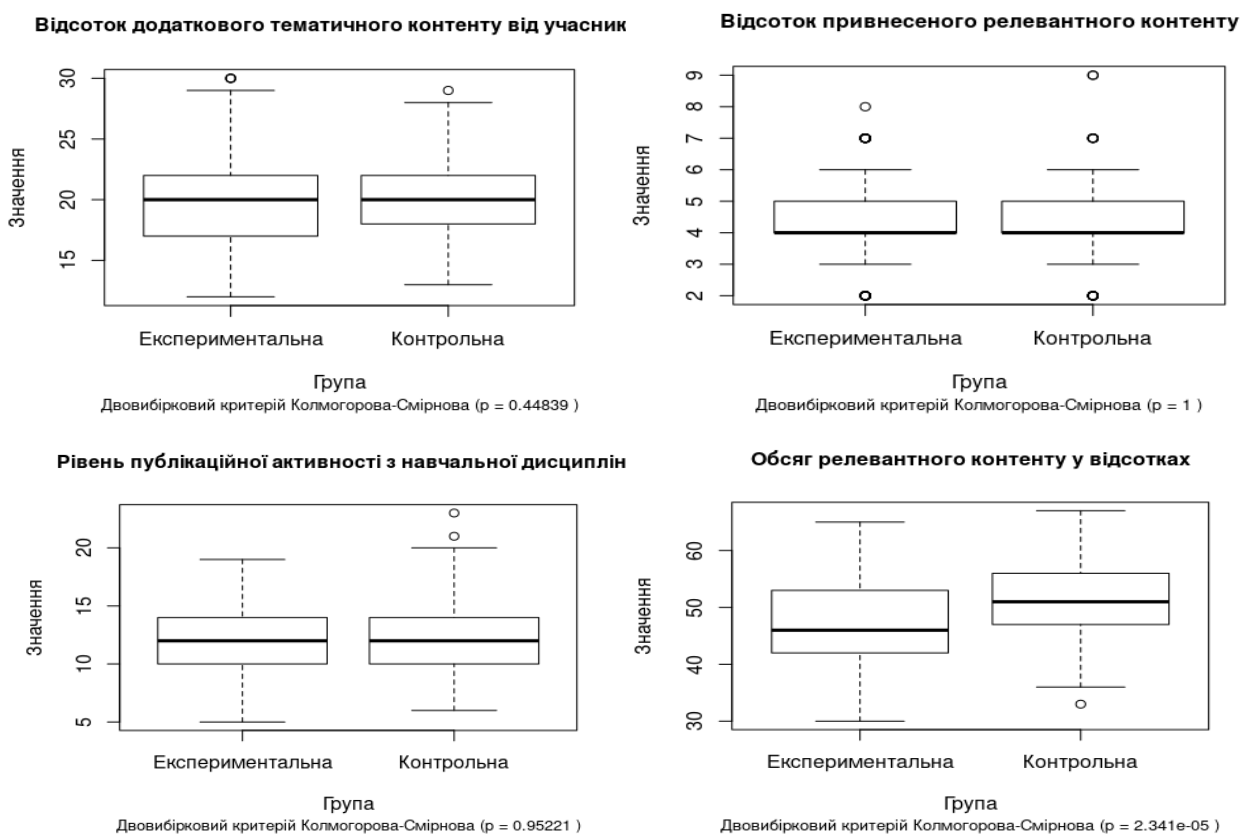 Відсоток додаткового тематичного контенту від учасник
Значення
30
25
20
15
Експериментальна Контрольна
Група
Двовибірковий критерій Колмогорова-Смірнова (p = 0.44839 )
Відсоток привнесеного релевантного контенту
Значення
9
8
7
6
5
4
3
2
Експериментальна Контрольна
Група
Двовибірковий критерій Колмогорова-Смірнова (p = 1 )
Рівень публікаційної активності з навчальної дисциплін
Значення
20
15
10
5
Експериментальна Контрольна
Група
Двовибірковий критерій Колмогорова-Смірнова (p = 0.95221 )
Обсяг релевантного контенту у відсотках
Значення
60
50
40
30
Експериментальна Контрольна
Група
Двовибірковий критерій Колмогорова-Смірнова (p = 2.341e-05 )